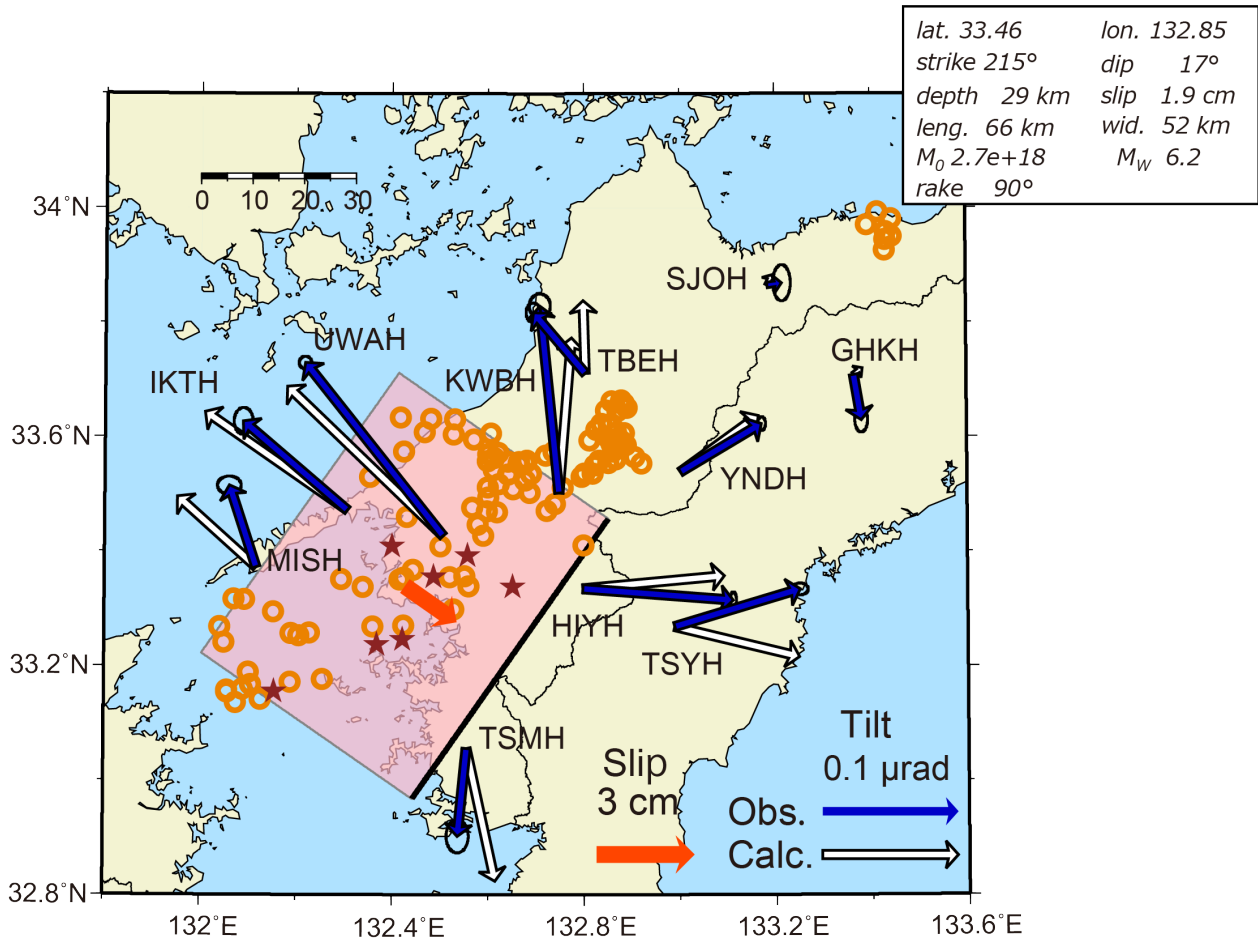 lat. 33.46 lon. 132.85
strike 215° dip 17°
depth 29 km slip 1.9 cm
leng. 66 km wid. 52 km
M0 2.7e+18 MW 6.2
rake 90°
34˚N
0 10 20 30
SJOH
UWAH
GHKH
TBEH
IKTH
KWBH
33.6˚N
YNDH
MISH
HIYH
33.2˚N
TSYH
TSMH
Tilt
Slip
0.1 μrad
3 cm
Obs.
Calc.
32.8˚N
132˚E 132.4˚E 132.8˚E 133.2˚E 133.6˚E